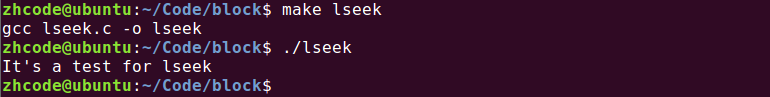 zhcode@ubuntu:~/Code/block$ make lseek
gcc lseek.c -o lseek
zhcode@ubuntu:~/Code/block$ ./lseek
It's a test for lseek
zhcode@ubuntu:~/Code/block$